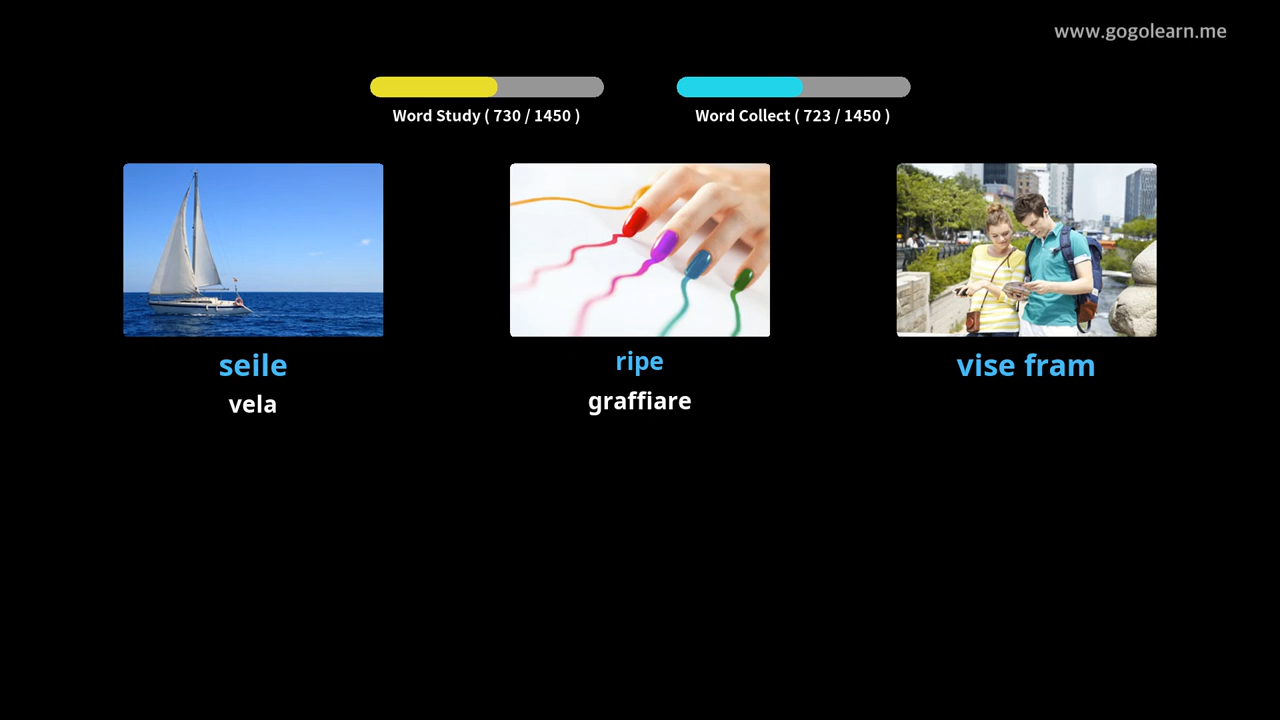 www.gogolearn.me
Word Study ( 730 / 1450 )
Word Collect ( 723 / 1450 )
seile
vela
ripe
graffiare
vise fram